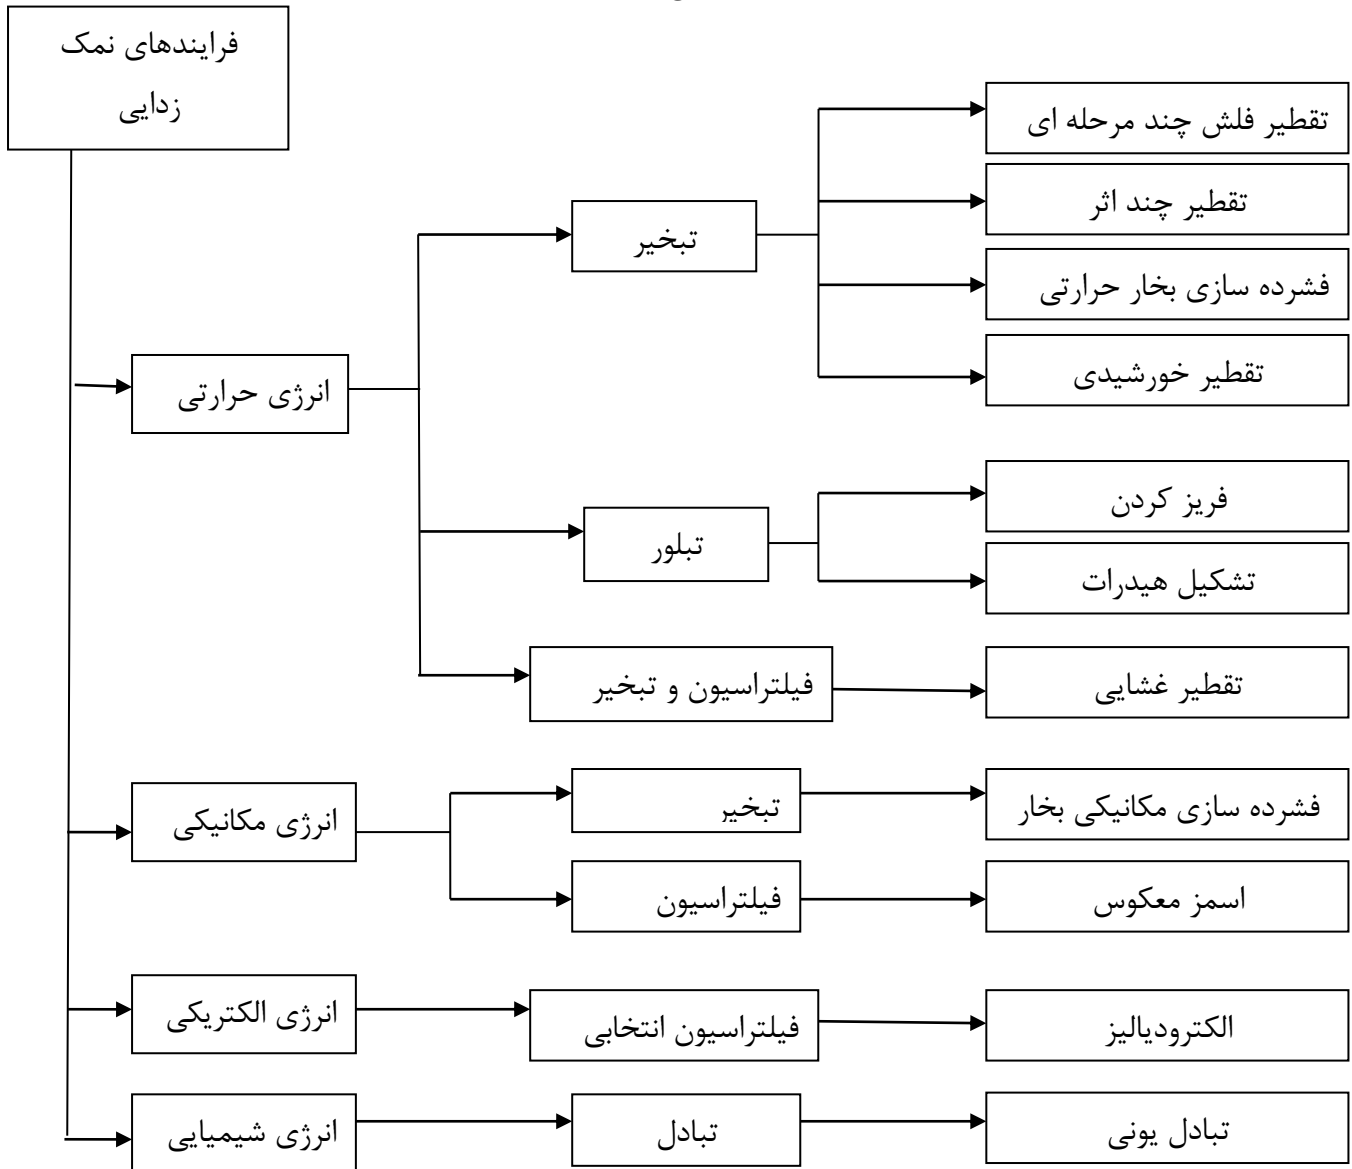 فرایندهای نمک
زدایی
تقطیر فلش چند مرحله ای
تقطیر چند اثر
تبخیر
فشرده سازی بخار حرارتی
تقطیر خورشیدی
انرژی حرارتی
فریز کردن
تبلور
تشکیل هیدرات
فیلتراسیون و تبخیر
تقطیر غشایی
انرژی مکانیکی
تبخیر
فشرده سازی مکانیکی بخار
فیلتراسیون
اسمز معکوس
انرژی الکتریکی
فیلتراسیون انتخابی
الکترودیالیز
انرژی شیمیایی
تبادل
تبادل یونی